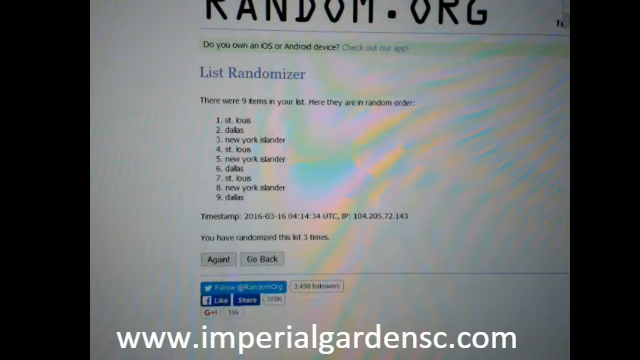 RANDOM.ORG
Do you own an iOS or Android device? Check out our app!
List Randomizer
There were 9 items in your list. Here they are in random order:
1. st. louis
2. dallas
3. new york islander
4. st. louis
5. new york islander
6. dallas
7. st. louis
8. new york islander
9. dallas
Timestamp: 2016-03-16 04:14:34 UTC, IP: 104.205.72.143
You have randomized this list 3 times.
Again! Go Back
Follow @RandomOrg 3,498 followers
Like Share
G+1 19k
www.imperialgardensc.com